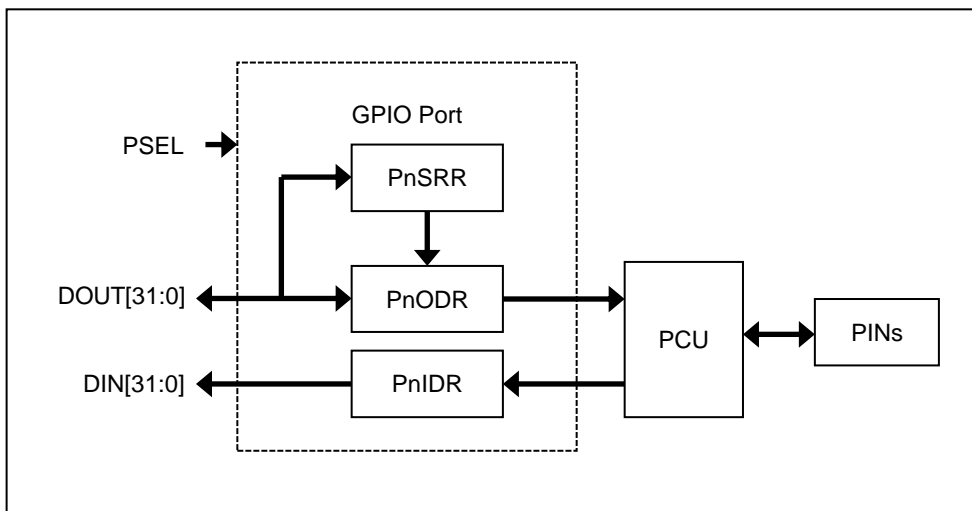 GPIO Port
PSEL
PnSRR
DOUT[31:0]
PnODR
PCU
PINs
DIN[31:0]
PnIDR